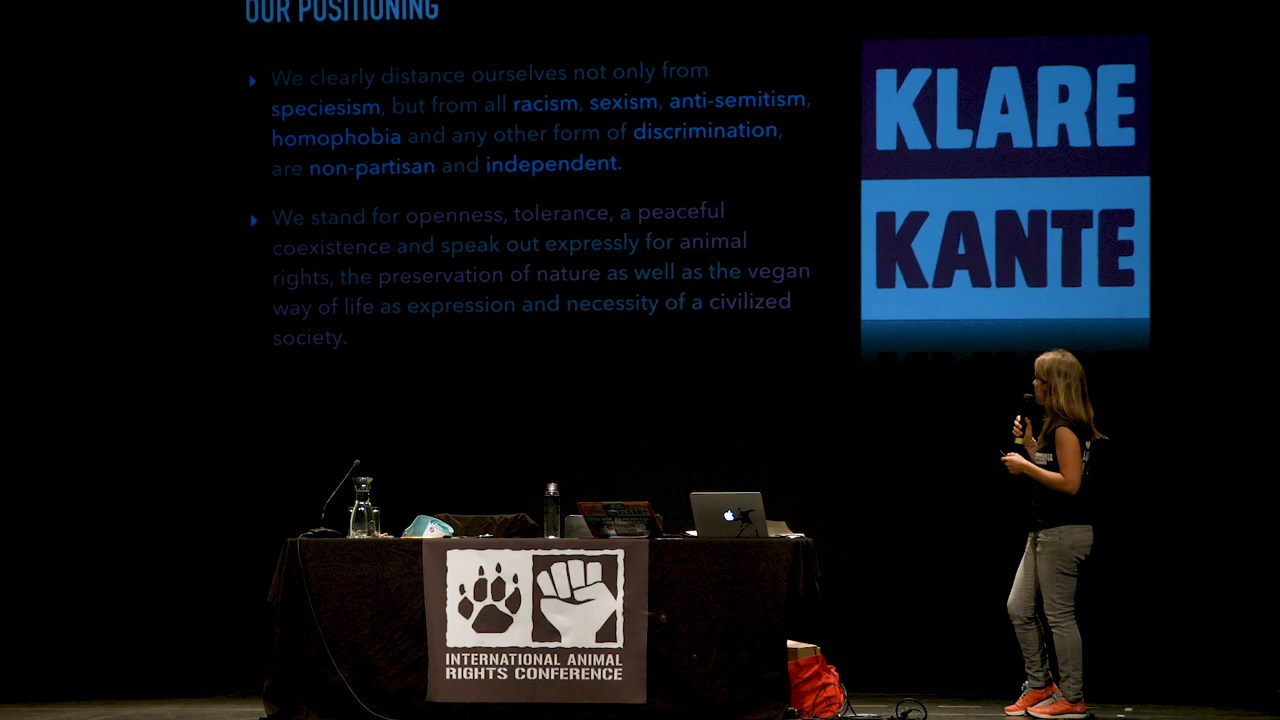 OUR POSITIONING
We clearly distance ourselves not only from
speciesism, but from all racism, sexism, anti-semitism,
homophobia and any other form of discrimination,
are non-partisan and independent.
We stand for openness, tolerance, a peaceful
coexistence and speak out expressly for animal
rights, the preservation of nature as well as the vegan
way of life as expression and necessity of a civilized
society.
KLARE
KANTE
INTERNATIONAL ANIMAL
RIGHTS CONFERENCE